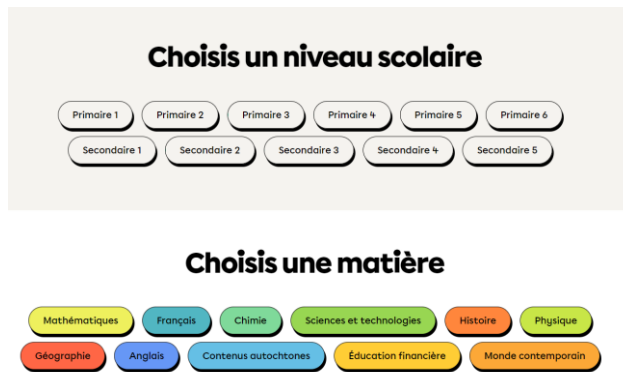 Choisis un niveau scolaire
Primaire 1 Primaire 2 Primaire 3 Primaire 4 Primaire 5 Primaire 6
Secondaire 1 Secondaire 2 Secondaire 3 Secondaire 4 Secondaire 5
Choisis une matière
Mathématiques Français Chimie Sciences et technologies Histoire Physique
Géographie Anglais Contenus autochtones Éducation financière Monde contemporain